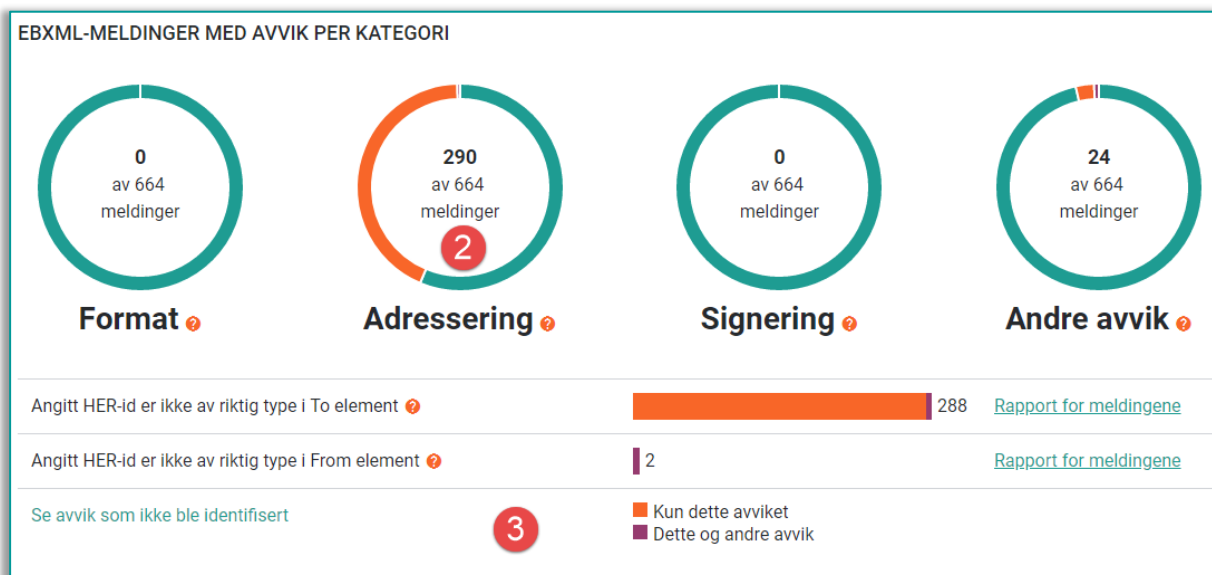 EBXML-MELDINGER MED AVVIK PER KATEGORI
0
av 664
meldinger
Format ?
290
av 664
meldinger
2
Adressering ?
0
av 664
meldinger
Signering ?
24
av 664
meldinger
Andre avvik ?
Angitt HER-id er ikke av riktig type i To element ? 288 Rapport for meldingene
Angitt HER-id er ikke av riktig type i From element ? 2 Rapport for meldingene
Se avvik som ikke ble identifisert
3
Kun dette avviket
Dette og andre avvik